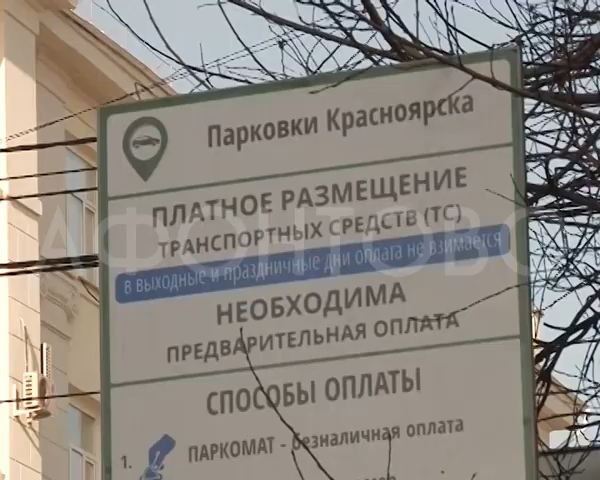 Парковки Красноярска
ПЛАТНОЕ РАЗМЕЩЕНИЕ
ТРАНСПОРТНЫХ СРЕДСТВ (ТС)
в выходные и праздничные дни оплата не взимается
НЕОБХОДИМА
ПРЕДВАРИТЕЛЬНАЯ ОПЛАТА
СПОСОБЫ ОПЛАТЫ
1. ПАРКОМАТ - безналичная оплата
АФОНТОВО